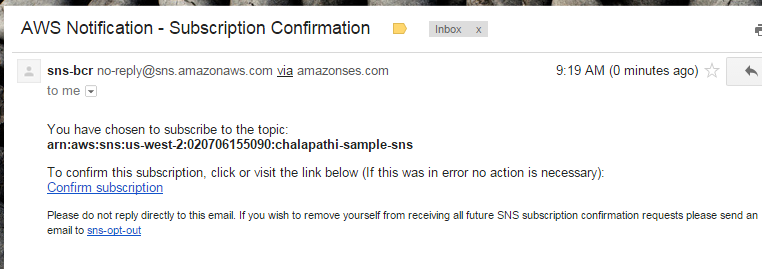 AWS Notification - Subscription Confirmation
Inbox x
sns-bcr no-reply@sns.amazonaws.com via amazonses.com
9:19 AM (0 minutes ago)
to me
You have chosen to subscribe to the topic:
arn:aws:sns:us-west-2:020706155090:chalapathi-sample-sns
To confirm this subscription, click or visit the link below (If this was in error no action is necessary):
Confirm subscription
Please do not reply directly to this email. If you wish to remove yourself from receiving all future SNS subscription confirmation requests please send an
email to sns-opt-out